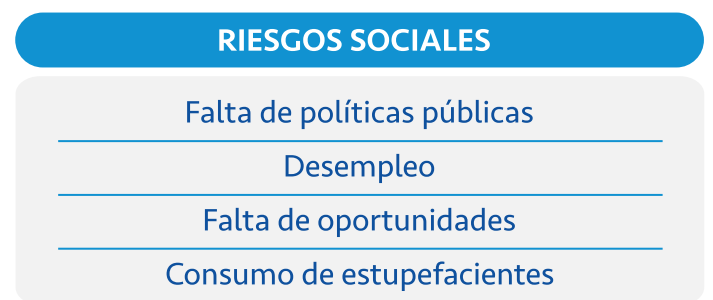 RIESGOS SOCIALES
Falta de políticas públicas
Desempleo
Falta de oportunidades
Consumo de estupefacientes